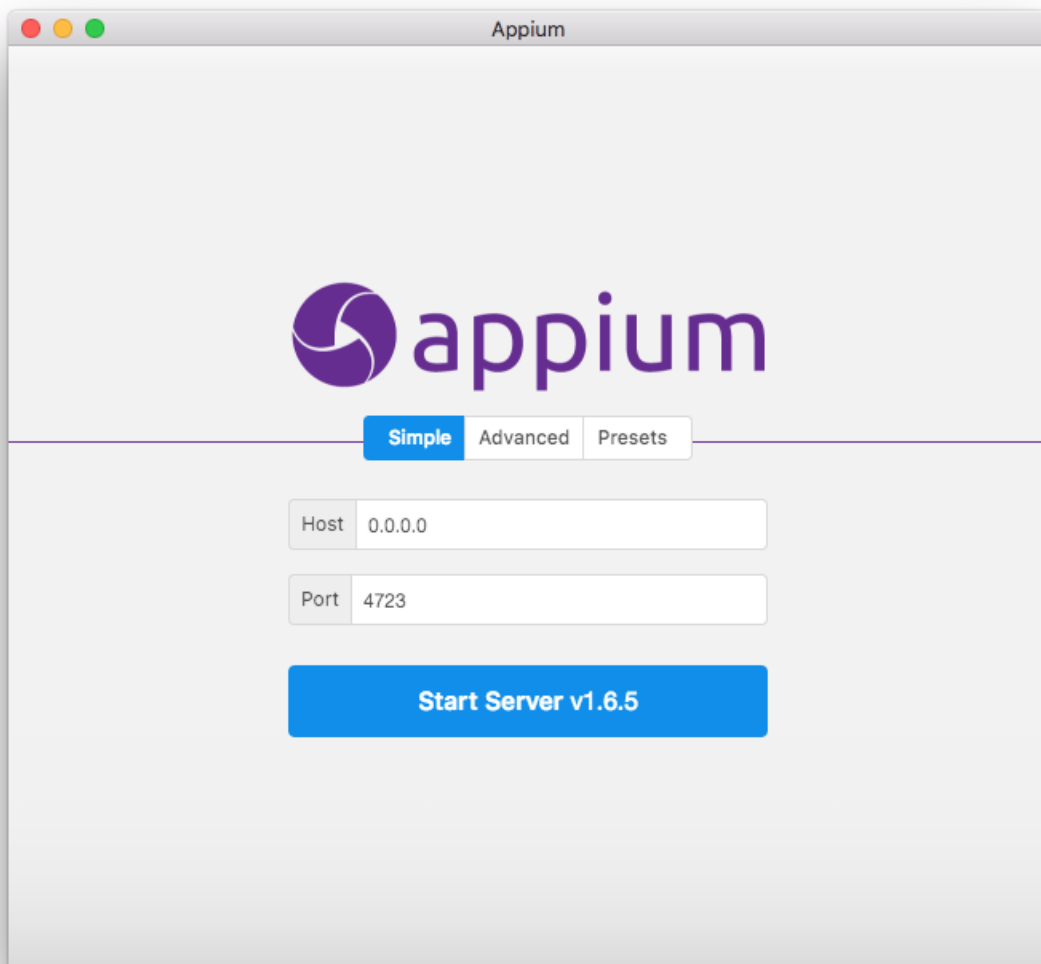 Appium
appium
Simple Advanced Presets
Host 0.0.0.0
Port 4723
Start Server v1.6.5